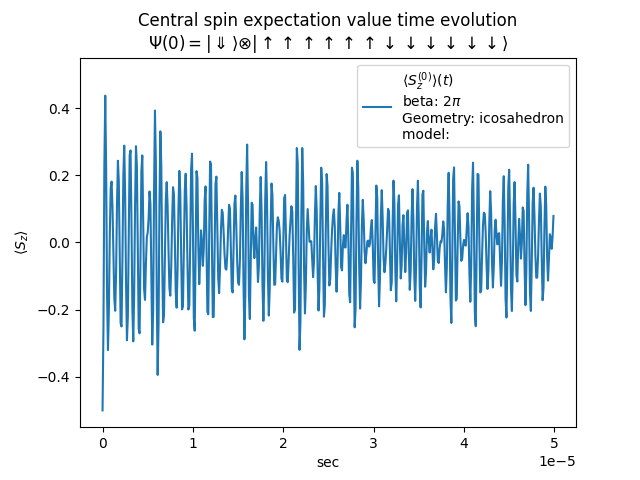 Central spin expectation value time evolution
Ψ(0) = |⇓⟩⊗|↑ ↑ ↑ ↑ ↑ ↑ ↓ ↓ ↓ ↓ ↓ ↓⟩
⟨S_z^(0)⟩(t)
beta: 2π
Geometry: icosahedron
model:
⟨S_z⟩
0.4
0.2
0.0
−0.2
−0.4
0 1 2 3 4 5
1e−5
sec